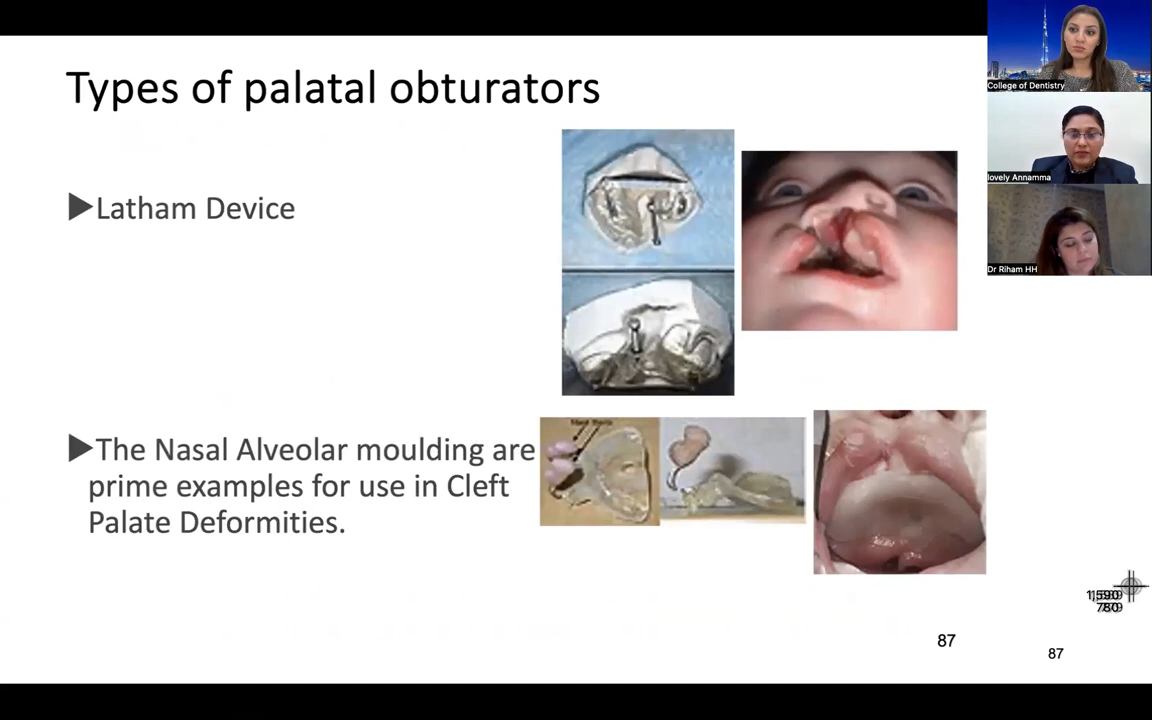 Types of palatal obturators
Latham Device
The Nasal Alveolar moulding are
prime examples for use in Cleft
Palate Deformities.
87
87
College of Dentistry
lovely Annamma
Dr Riham HH